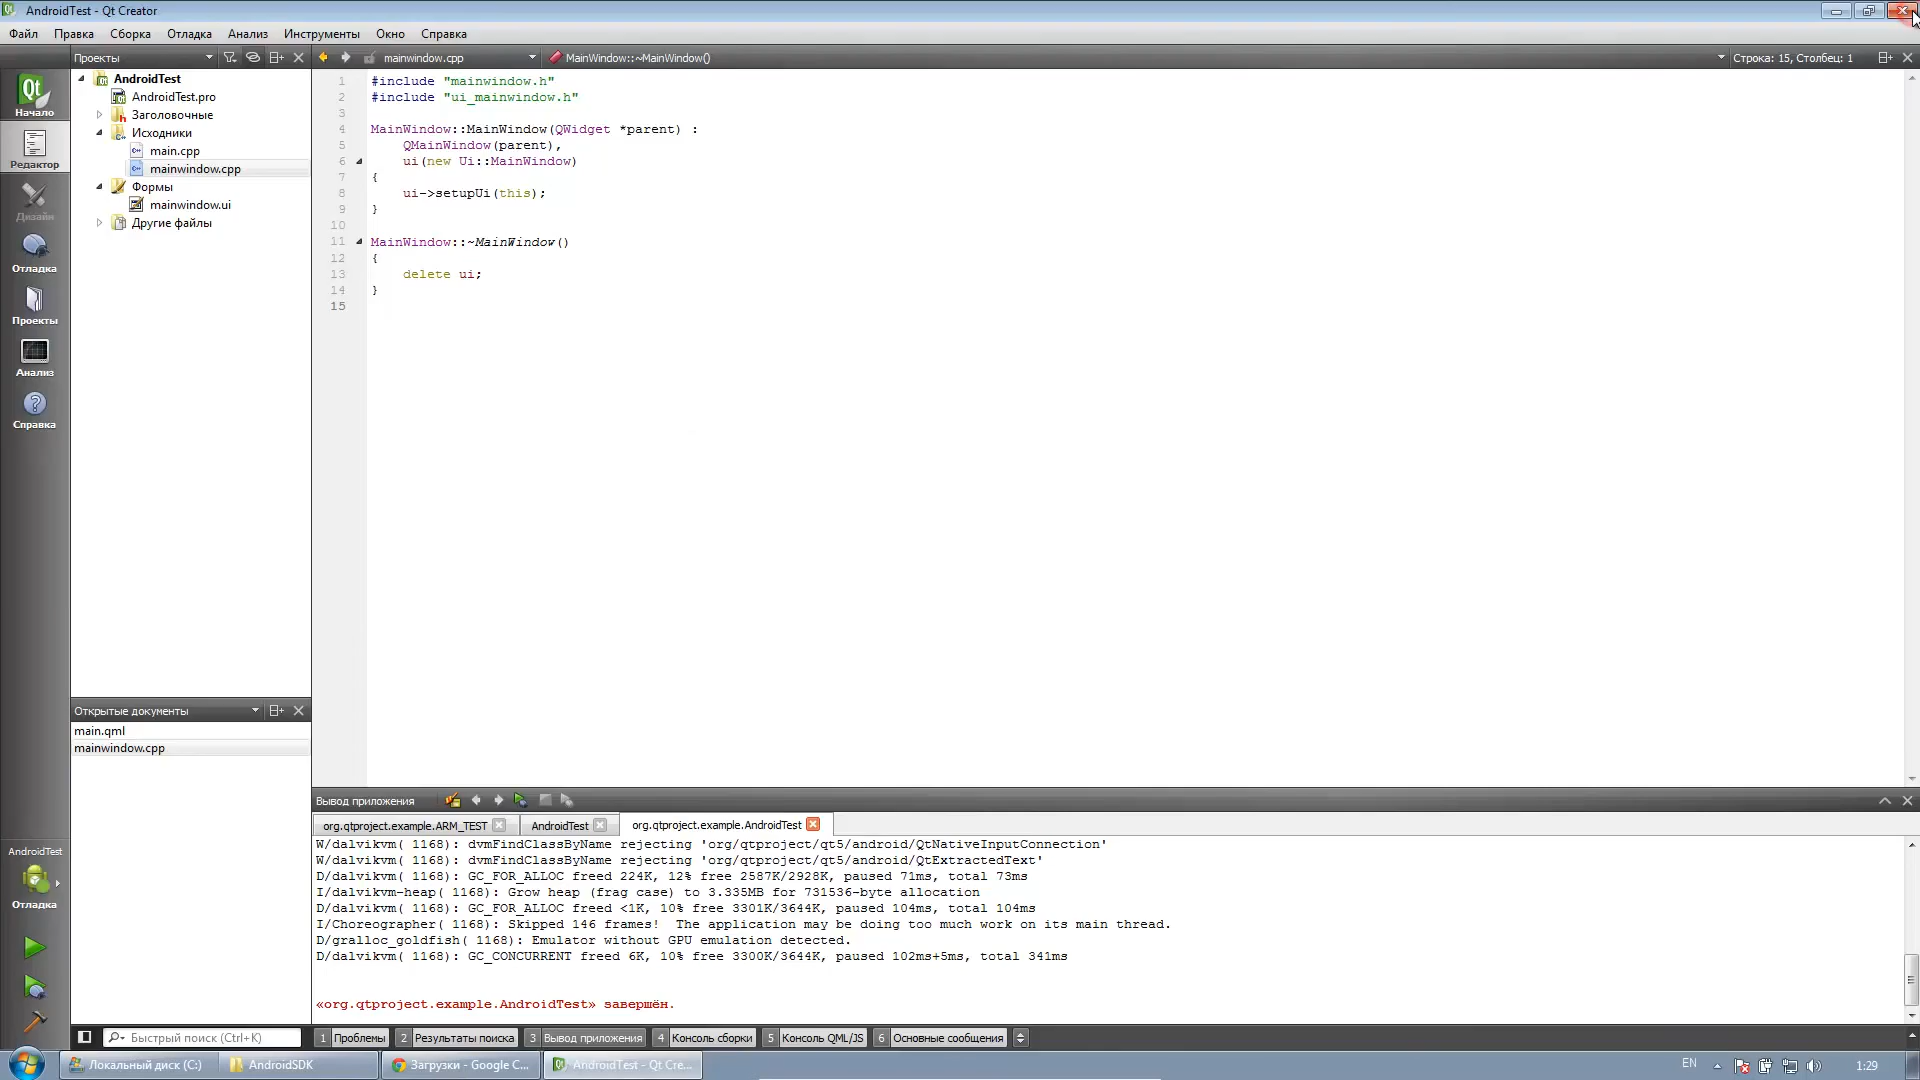 AndroidTest - Qt Creator
Файл Правка Сборка Отладка Анализ Инструменты Окно Справка
Проекты
mainwindow.cpp
MainWindow::~MainWindow()
Строка: 15, Столбец: 1
Начало
Редактор
Дизайн
Отладка
Проекты
Анализ
Справка
AndroidTest
AndroidTest.pro
Заголовочные
Исходники
main.cpp
mainwindow.cpp
Формы
mainwindow.ui
Другие файлы
1 #include "mainwindow.h"
2 #include "ui_mainwindow.h"
3
4 MainWindow::MainWindow(QWidget *parent) :
5 QMainWindow(parent),
6 ui(new Ui::MainWindow)
7 {
8 ui->setupUi(this);
9 }
10
11 MainWindow::~MainWindow()
12 {
13 delete ui;
14 }
15
Открытые документы
main.qml
mainwindow.cpp
Вывод приложения
org.qtproject.example.ARM_TEST AndroidTest org.qtproject.example.AndroidTest
W/dalvikvm( 1168): dvmFindClassByName rejecting 'org/qtproject/qt5/android/QtNativeInputConnection'
W/dalvikvm( 1168): dvmFindClassByName rejecting 'org/qtproject/qt5/android/QtExtractedText'
D/dalvikvm( 1168): GC_FOR_ALLOC freed 224K, 12% free 2587K/2928K, paused 71ms, total 73ms
I/dalvikvm-heap( 1168): Grow heap (frag case) to 3.335MB for 731536-byte allocation
D/dalvikvm( 1168): GC_FOR_ALLOC freed <1K, 10% free 3301K/3644K, paused 104ms, total 104ms
I/Choreographer( 1168): Skipped 146 frames!  The application may be doing too much work on its main thread.
D/gralloc_goldfish( 1168): Emulator without GPU emulation detected.
D/dalvikvm( 1168): GC_CONCURRENT freed 6K, 10% free 3300K/3644K, paused 102ms+5ms, total 341ms
«org.qtproject.example.AndroidTest» завершён.
AndroidTest
Отладка
Быстрый поиск (Ctrl+K)
1 Проблемы 2 Результаты поиска 3 Вывод приложения 4 Консоль сборки 5 Консоль QML/JS 6 Основные сообщения
Локальный диск (C:) AndroidSDK Загрузки - Google C... AndroidTest - Qt Cre... EN 1:29